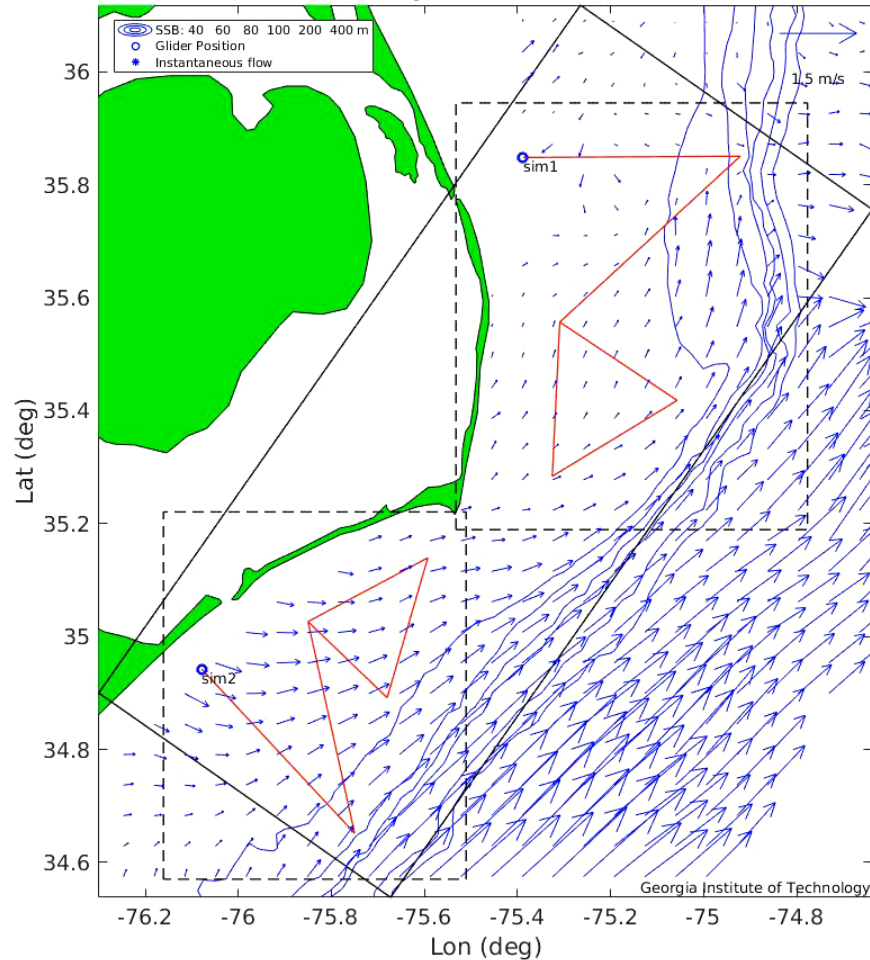 SSB: 40 60 80 100 200 400 m
Glider Position
Instantaneous flow
1.5 m/s
36
sim1
35.8
35.6
35.4
Lat (deg)
35.2
35
sim2
34.8
34.6
Georgia Institute of Technology
-76.2 -76 -75.8 -75.6 -75.4 -75.2 -75 -74.8
Lon (deg)